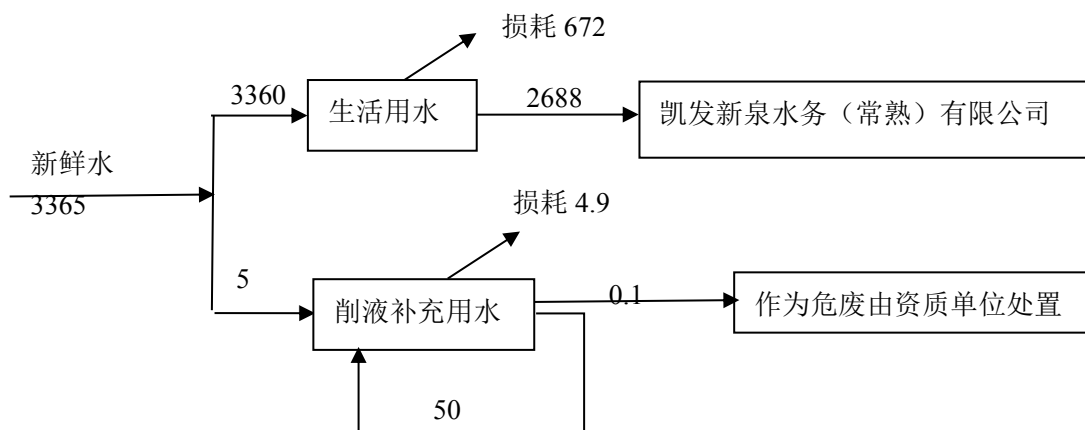 损耗 672
3360
生活用水
2688
凯发新泉水务（常熟）有限公司
新鲜水
3365
损耗 4.9
5
削液补充用水
0.1
作为危废由资质单位处置
50